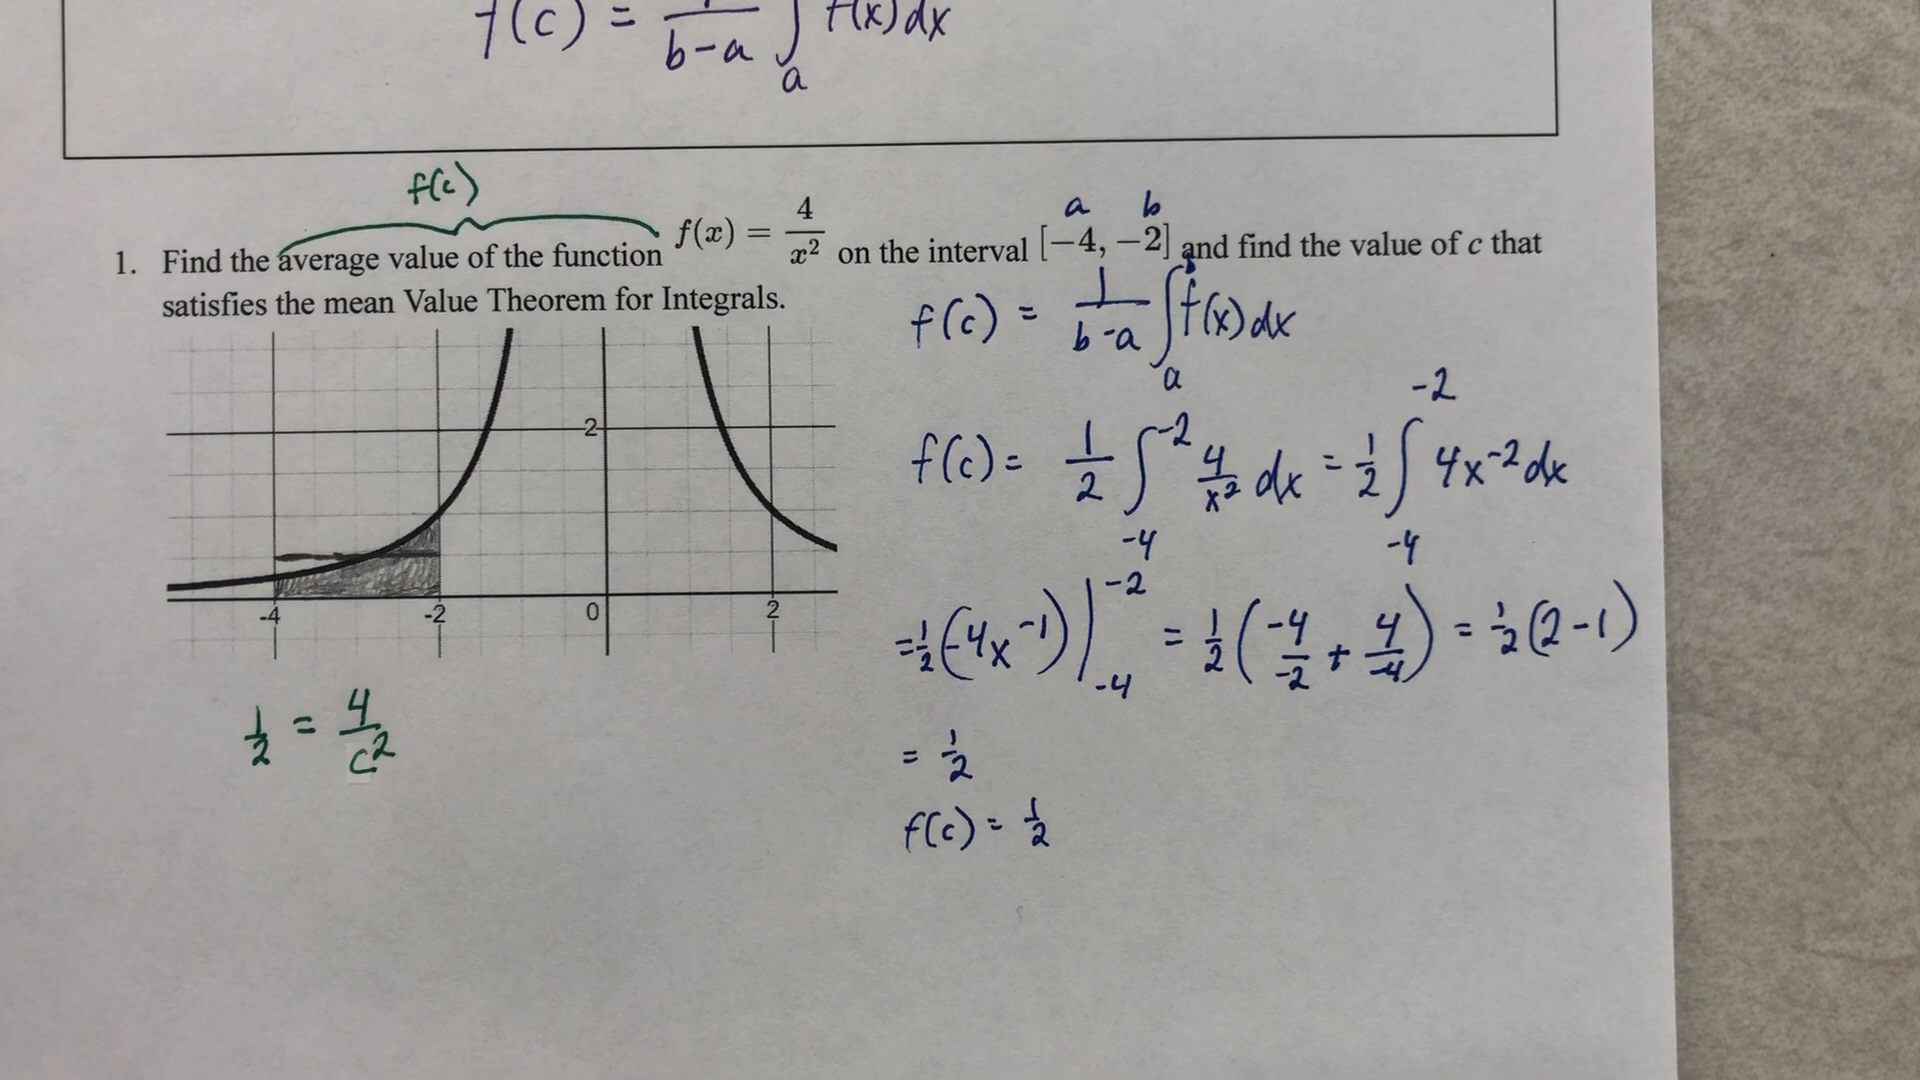 f(c) = 1/b-a ∫a f(x)dx
f(c)
a b
1. Find the average value of the function f(x) = 4/x² on the interval [−4, −2] and find the value of c that
satisfies the mean Value Theorem for Integrals.
f(c) = 1/b-a ∫_a^b f(x)dx
2
f(c) = 1/2 ∫_-4^-2 4/x² dx = 1/2 ∫_-4^-2 4x⁻² dx
-4 -2 0 2
= 1/2 (-4x⁻¹) |_-4^-2 = 1/2 (-4/-2 + 4/-4) = 1/2 (2-1)
1/2 = 4/c²
= 1/2
f(c) = 1/2